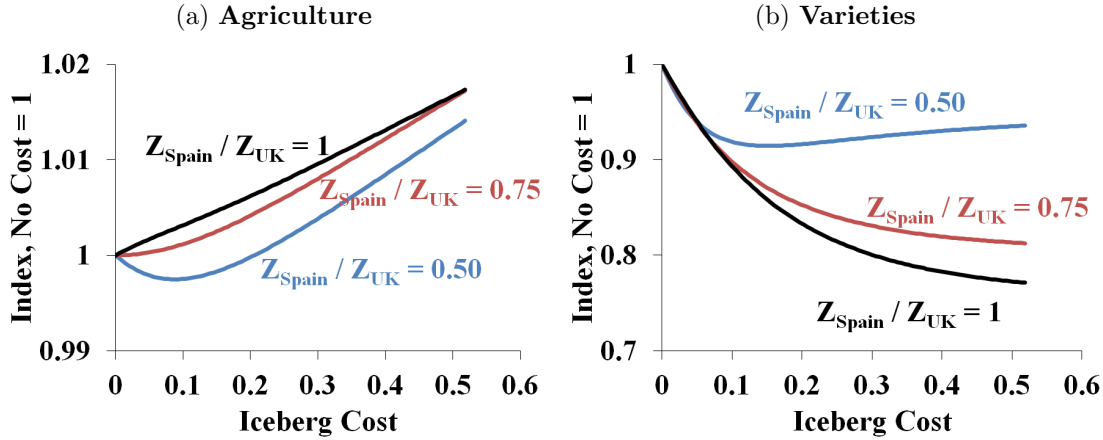 (a) Agriculture
Index, No Cost = 1
1.02
1.01
1
0.99
Z_Spain / Z_UK = 1
Z_Spain / Z_UK = 0.75
Z_Spain / Z_UK = 0.50
0 0.1 0.2 0.3 0.4 0.5 0.6
Iceberg Cost
(b) Varieties
Index, No Cost = 1
1
0.9
0.8
0.7
Z_Spain / Z_UK = 0.50
Z_Spain / Z_UK = 0.75
Z_Spain / Z_UK = 1
0 0.1 0.2 0.3 0.4 0.5 0.6
Iceberg Cost